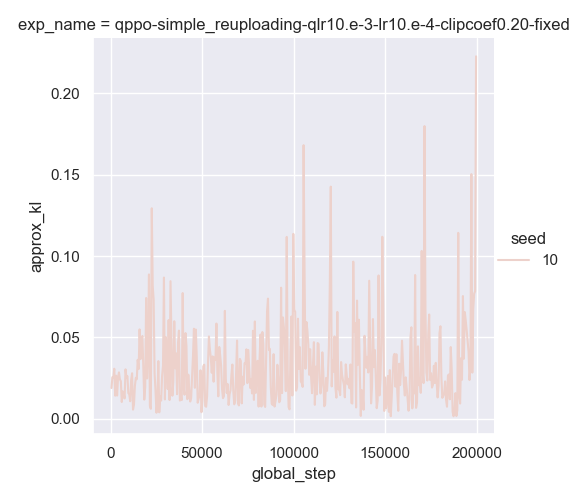 exp_name = qppo-simple_reuploading-qlr10.e-3-lr10.e-4-clipcoef0.20-fixed
0.20
0.15
0.10
0.05
0.00
approx_kl
seed
10
0 50000 100000 150000 200000
global_step